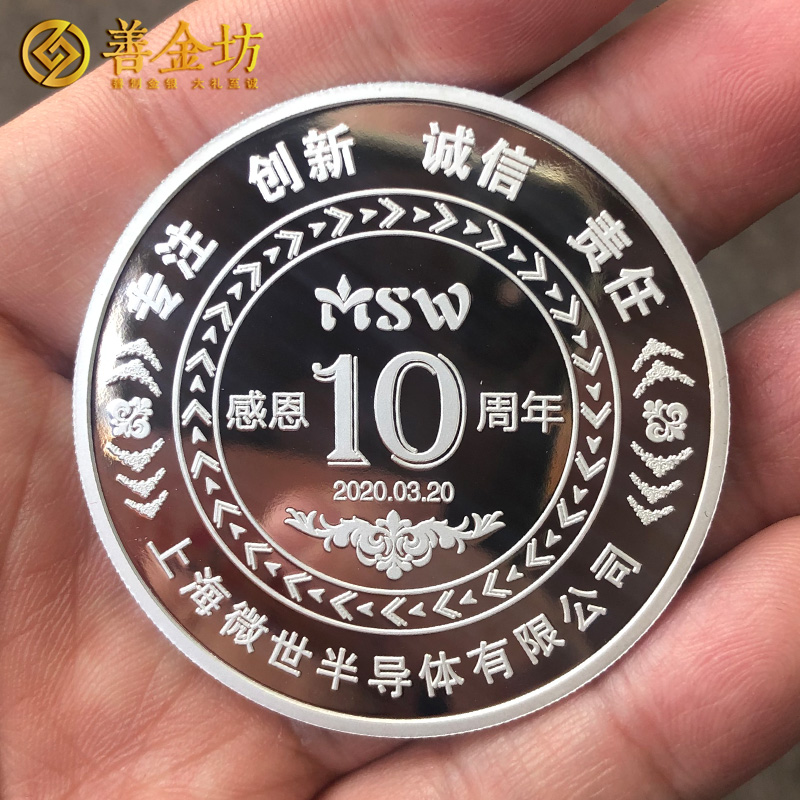 善金坊
专注 创新 诚信 责任
MSW
感恩10周年
2020.03.20
上海微世半导体有限公司